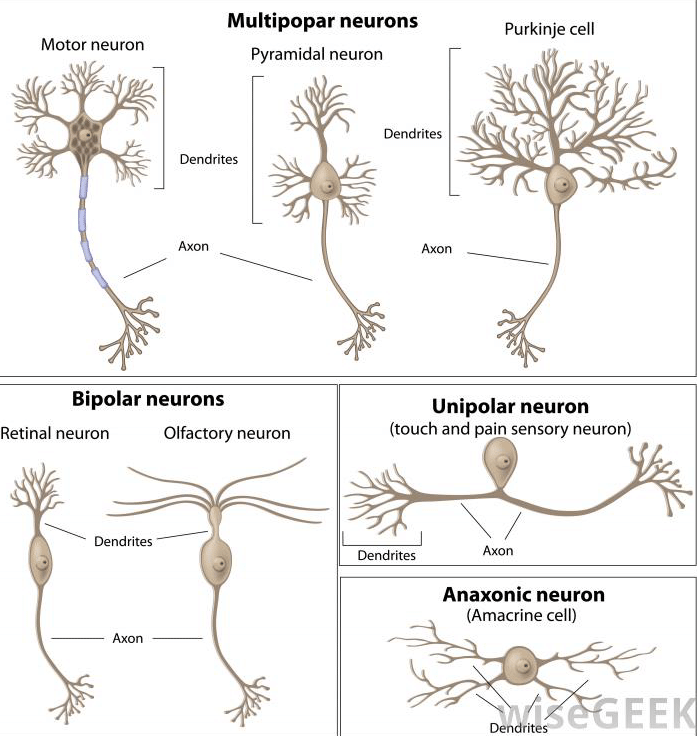 Multipopar neurons
Motor neuron
Pyramidal neuron
Purkinje cell
Dendrites
Dendrites
Axon
Axon
Bipolar neurons
Retinal neuron
Olfactory neuron
Dendrites
Axon
Unipolar neuron
(touch and pain sensory neuron)
Dendrites
Axon
Anaxonic neuron
(Amacrine cell)
Dendrites
wiseGEEK